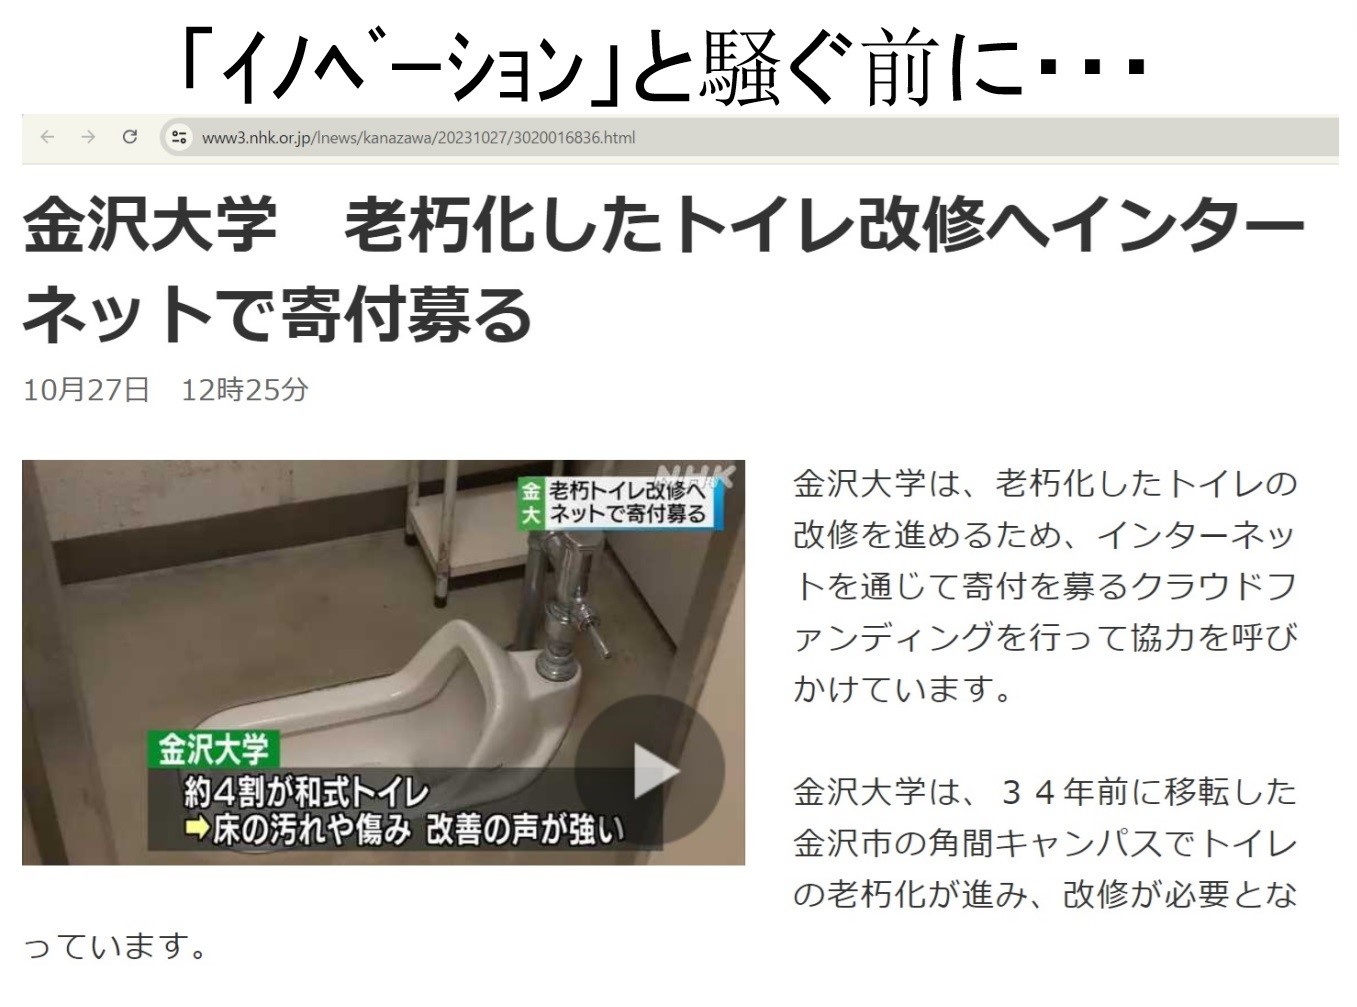 「ｲﾉﾍﾞｰｼｮﾝ」と騒ぐ前に・・・
www3.nhk.or.jp/lnews/kanazawa/20231027/3020016836.html
金沢大学　老朽化したトイレ改修へインター
ネットで寄付募る
10月27日　12時25分
NHK
金大
老朽トイレ改修へ
ネットで寄付募る
金沢大学
約4割が和式トイレ
➡床の汚れや傷み 改善の声が強い
金沢大学は、老朽化したトイレの
改修を進めるため、インターネッ
トを通じて寄付を募るクラウドフ
ァンディングを行って協力を呼び
かけています。
金沢大学は、３４年前に移転した
金沢市の角間キャンパスでトイレ
の老朽化が進み、改修が必要とな
っています。